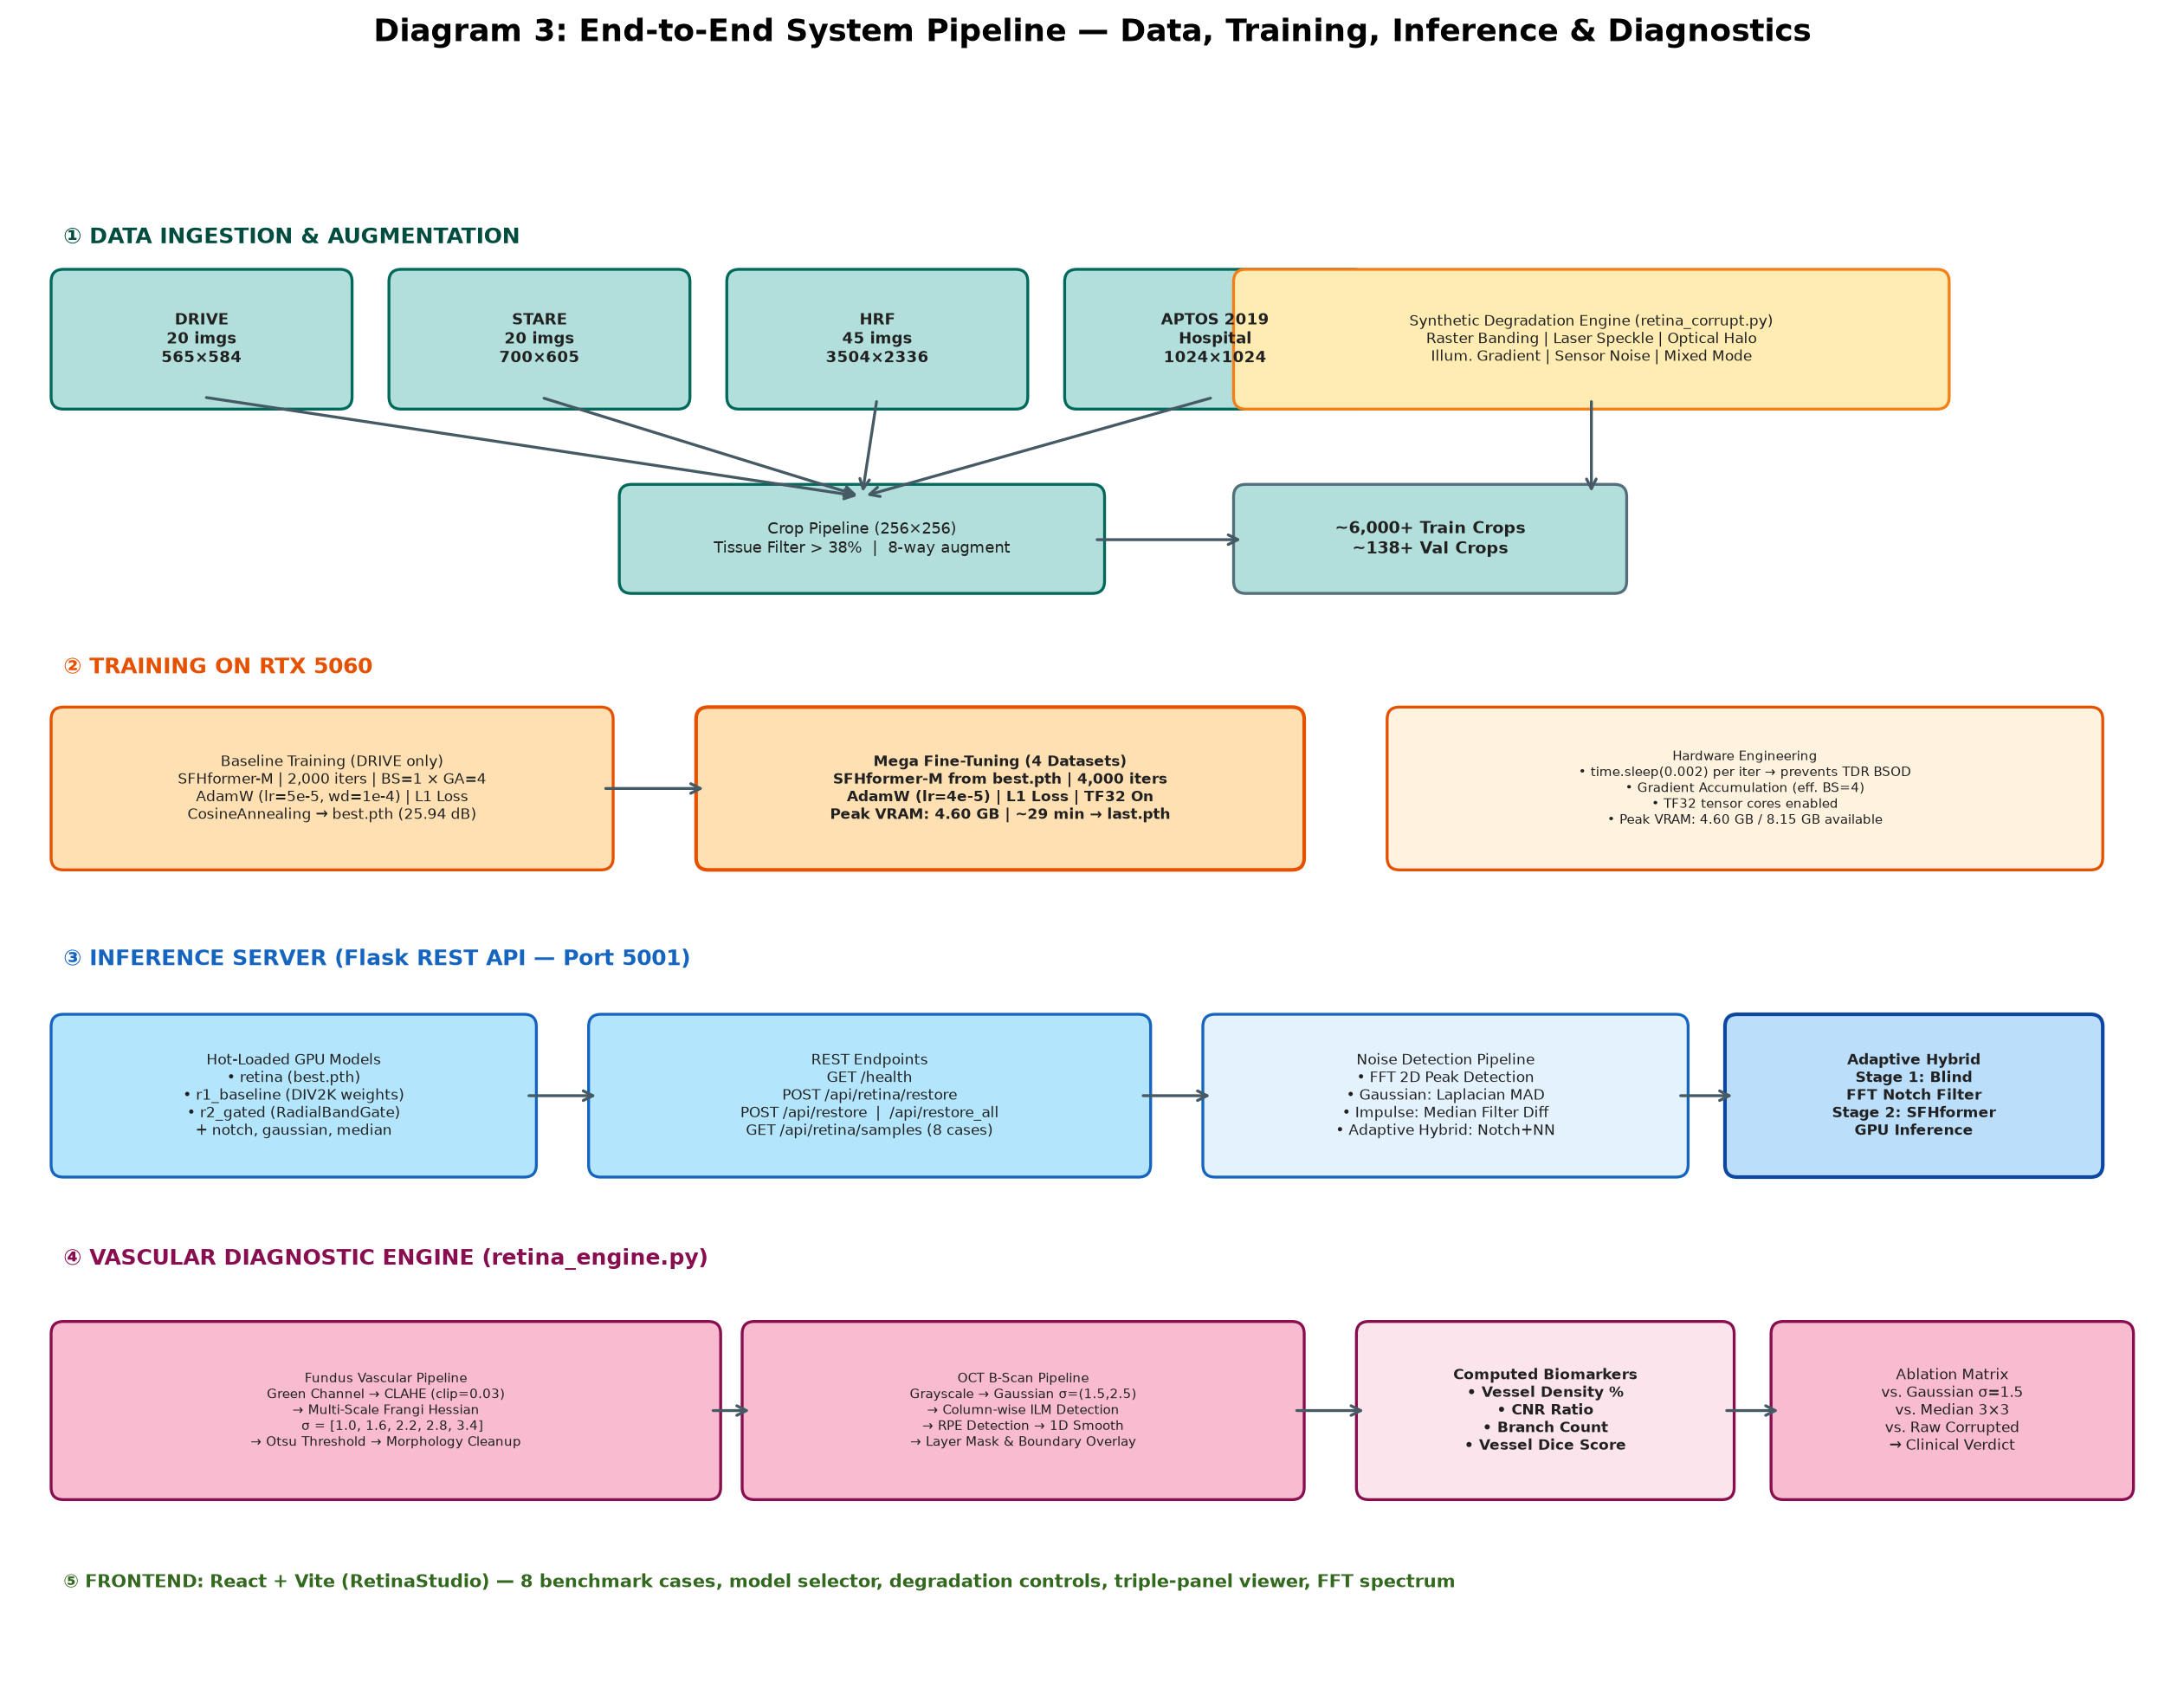 Diagram 3: End-to-End System Pipeline — Data, Training, Inference & Diagnostics
① DATA INGESTION & AUGMENTATION
DRIVE
20 imgs
565×584
STARE
20 imgs
700×605
HRF
45 imgs
3504×2336
APTOS 2019
Hospital
1024×1024
Synthetic Degradation Engine (retina_corrupt.py)
Raster Banding | Laser Speckle | Optical Halo
Illum. Gradient | Sensor Noise | Mixed Mode
Crop Pipeline (256×256)
Tissue Filter > 38% | 8-way augment
~6,000+ Train Crops
~138+ Val Crops
② TRAINING ON RTX 5060
Baseline Training (DRIVE only)
SFHformer-M | 2,000 iters | BS=1 × GA=4
AdamW (lr=5e-5, wd=1e-4) | L1 Loss
CosineAnnealing → best.pth (25.94 dB)
Mega Fine-Tuning (4 Datasets)
SFHformer-M from best.pth | 4,000 iters
AdamW (lr=4e-5) | L1 Loss | TF32 On
Peak VRAM: 4.60 GB | ~29 min → last.pth
Hardware Engineering
• time.sleep(0.002) per iter → prevents TDR BSOD
• Gradient Accumulation (eff. BS=4)
• TF32 tensor cores enabled
• Peak VRAM: 4.60 GB / 8.15 GB available
③ INFERENCE SERVER (Flask REST API — Port 5001)
Hot-Loaded GPU Models
• retina (best.pth)
• r1_baseline (DIV2K weights)
• r2_gated (RadialBandGate)
+ notch, gaussian, median
REST Endpoints
GET /health
POST /api/retina/restore
POST /api/restore | /api/restore_all
GET /api/retina/samples (8 cases)
Noise Detection Pipeline
• FFT 2D Peak Detection
• Gaussian: Laplacian MAD
• Impulse: Median Filter Diff
• Adaptive Hybrid: Notch+NN
Adaptive Hybrid
Stage 1: Blind
FFT Notch Filter
Stage 2: SFHformer
GPU Inference
④ VASCULAR DIAGNOSTIC ENGINE (retina_engine.py)
Fundus Vascular Pipeline
Green Channel → CLAHE (clip=0.03)
→ Multi-Scale Frangi Hessian
σ = [1.0, 1.6, 2.2, 2.8, 3.4]
→ Otsu Threshold → Morphology Cleanup
OCT B-Scan Pipeline
Grayscale → Gaussian σ=(1.5,2.5)
→ Column-wise ILM Detection
→ RPE Detection → 1D Smooth
→ Layer Mask & Boundary Overlay
Computed Biomarkers
• Vessel Density %
• CNR Ratio
• Branch Count
• Vessel Dice Score
Ablation Matrix
vs. Gaussian σ=1.5
vs. Median 3×3
vs. Raw Corrupted
→ Clinical Verdict
⑤ FRONTEND: React + Vite (RetinaStudio) — 8 benchmark cases, model selector, degradation controls, triple-panel viewer, FFT spectrum